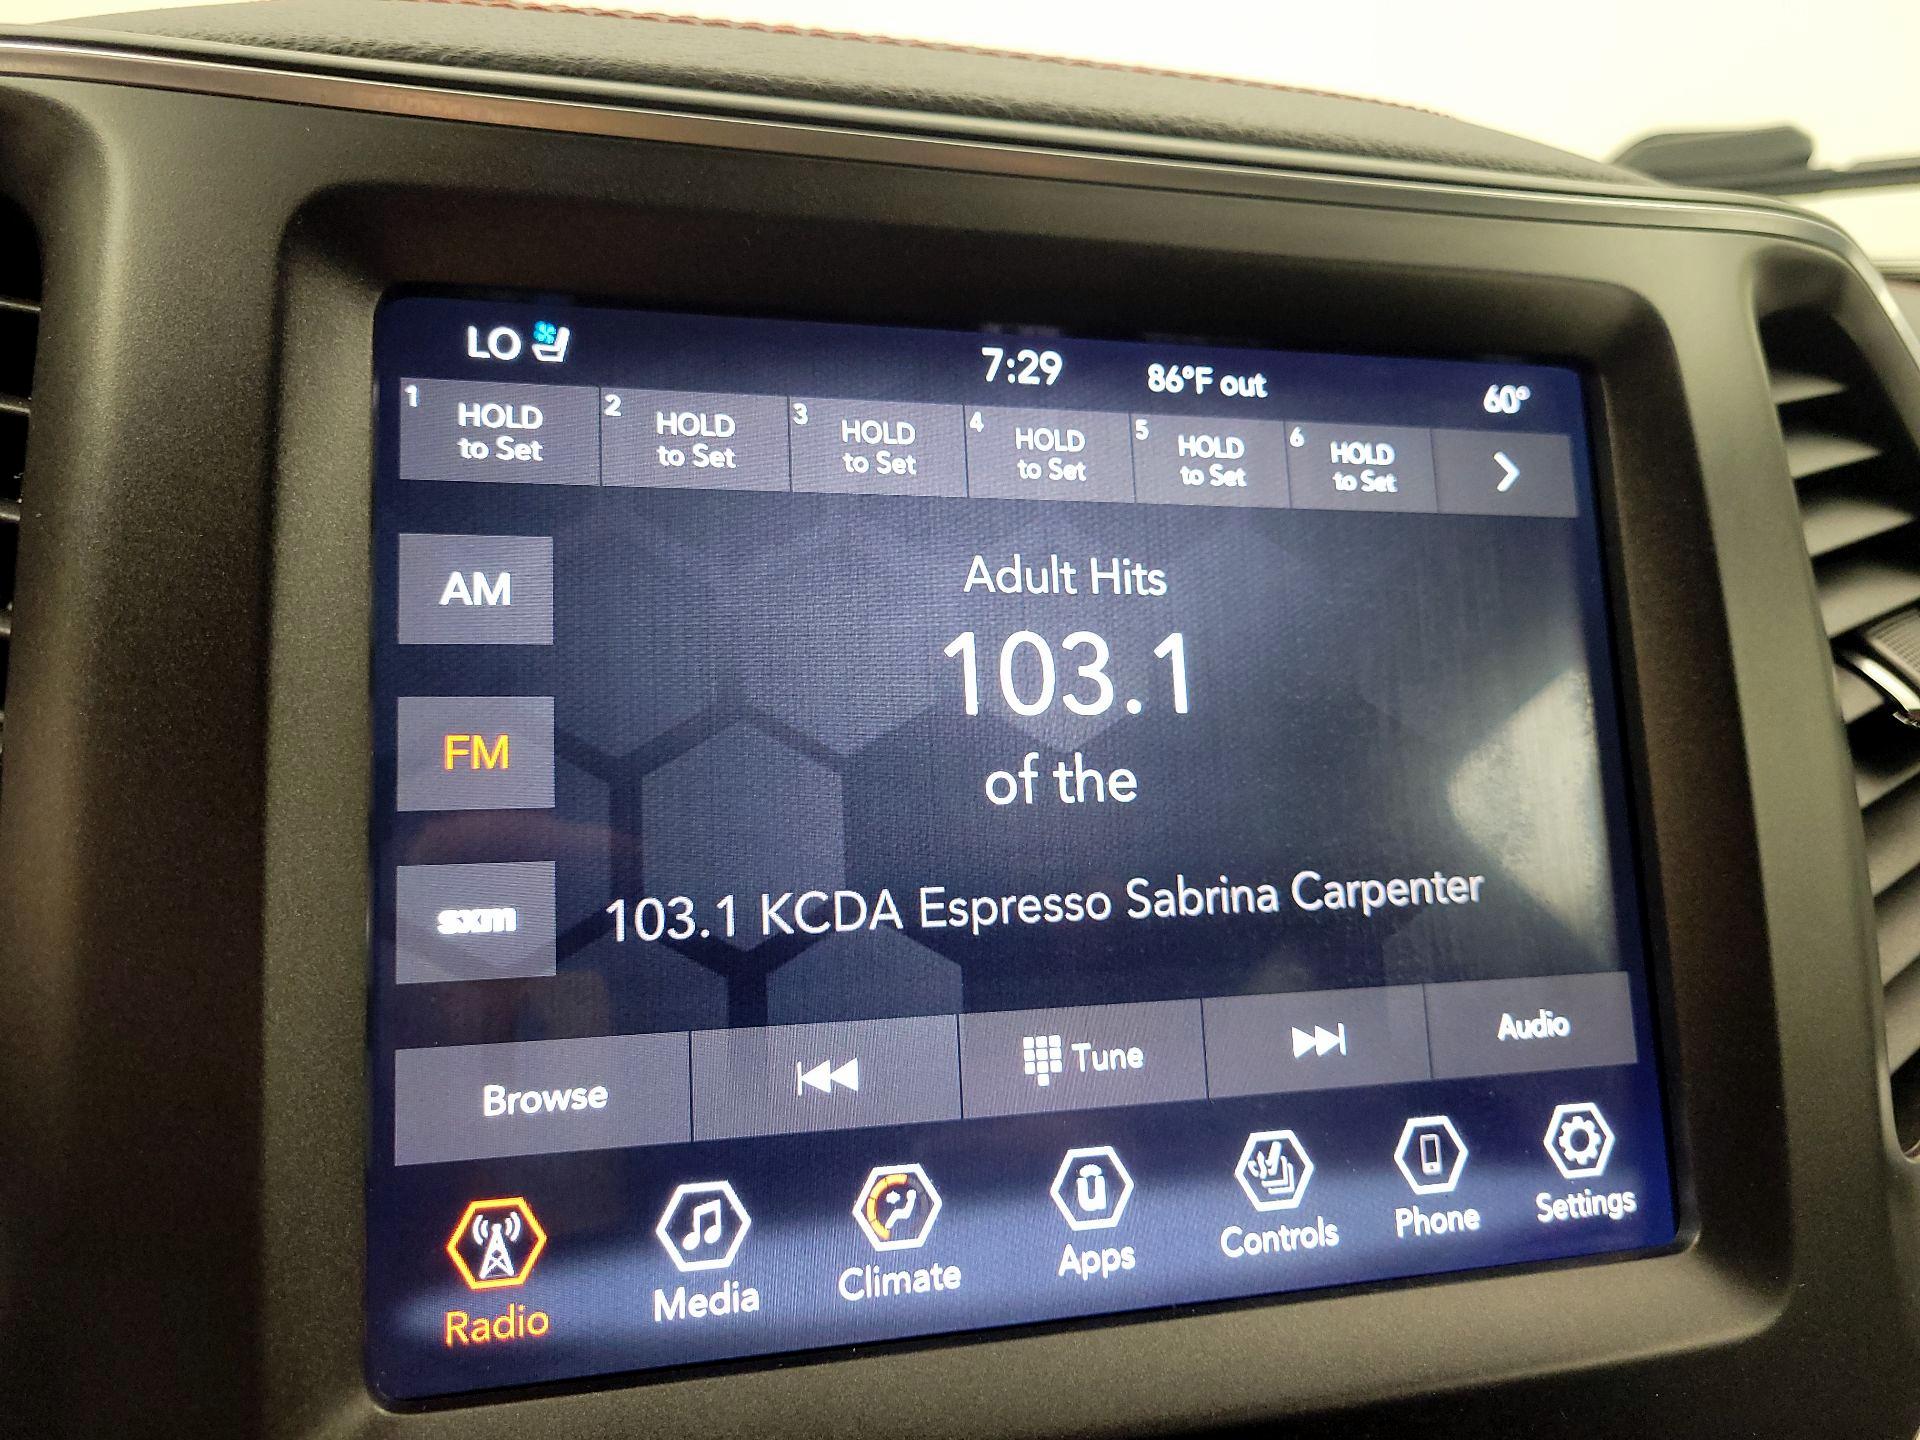 LO 7:29 86°F out 60°
1 HOLD to Set
2 HOLD to Set
3 HOLD to Set
4 HOLD to Set
5 HOLD to Set
6 HOLD to Set
AM
FM
sxm
Adult Hits
103.1
of the
103.1 KCDA Espresso Sabrina Carpenter
Browse Tune Audio
Radio Media Climate Apps Controls Phone Settings